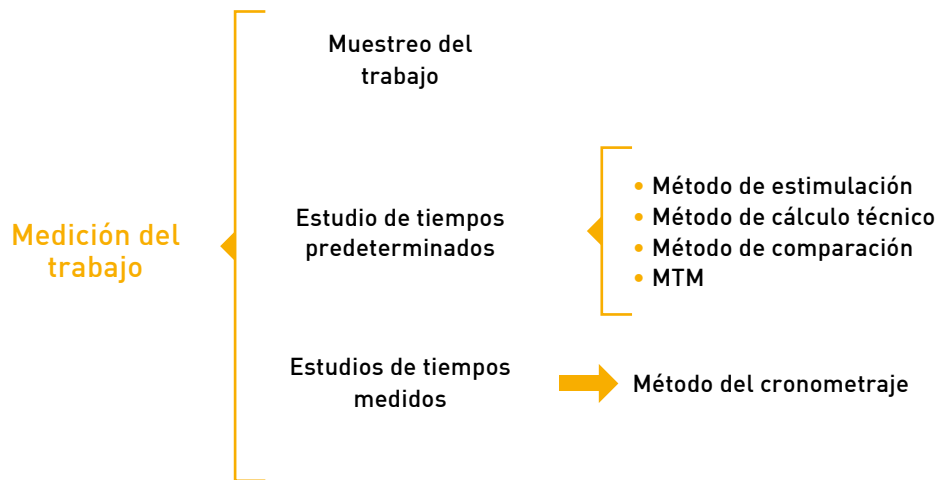 Medición del
trabajo
Muestreo del
trabajo
Estudio de tiempos
predeterminados
• Método de estimulación
• Método de cálculo técnico
• Método de comparación
• MTM
Estudios de tiempos
medidos
Método del cronometraje